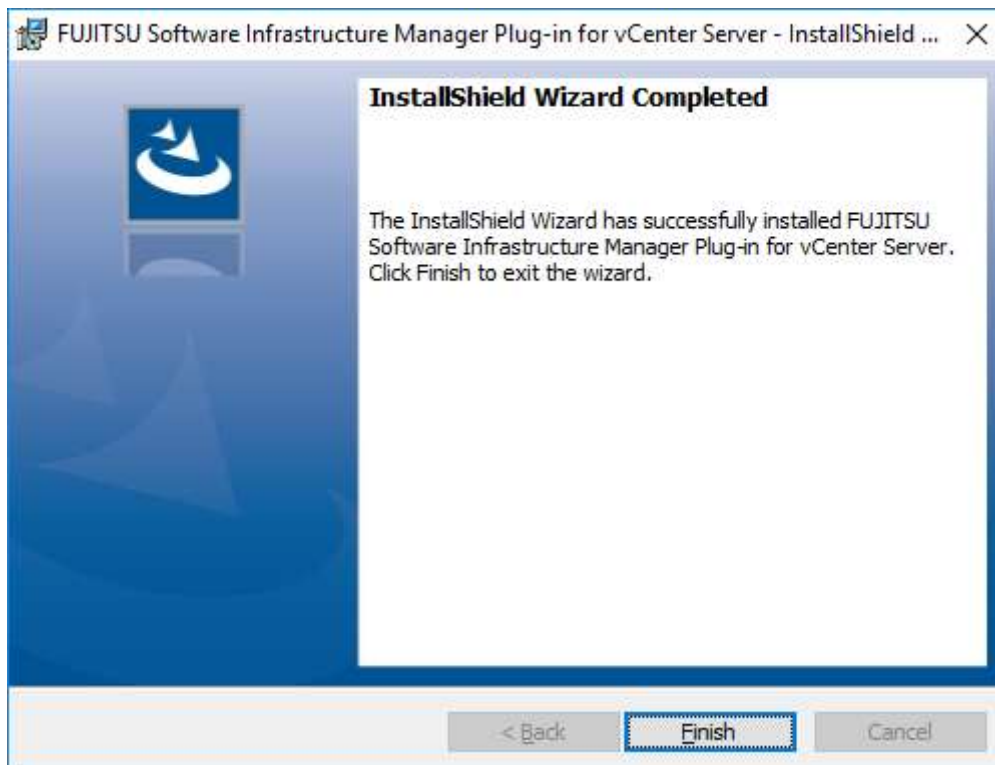 FUJITSU Software Infrastructure Manager Plug-in for vCenter Server - InstallShield ...
InstallShield Wizard Completed
The InstallShield Wizard has successfully installed FUJITSU
Software Infrastructure Manager Plug-in for vCenter Server.
Click Finish to exit the wizard.
< Back
Finish
Cancel